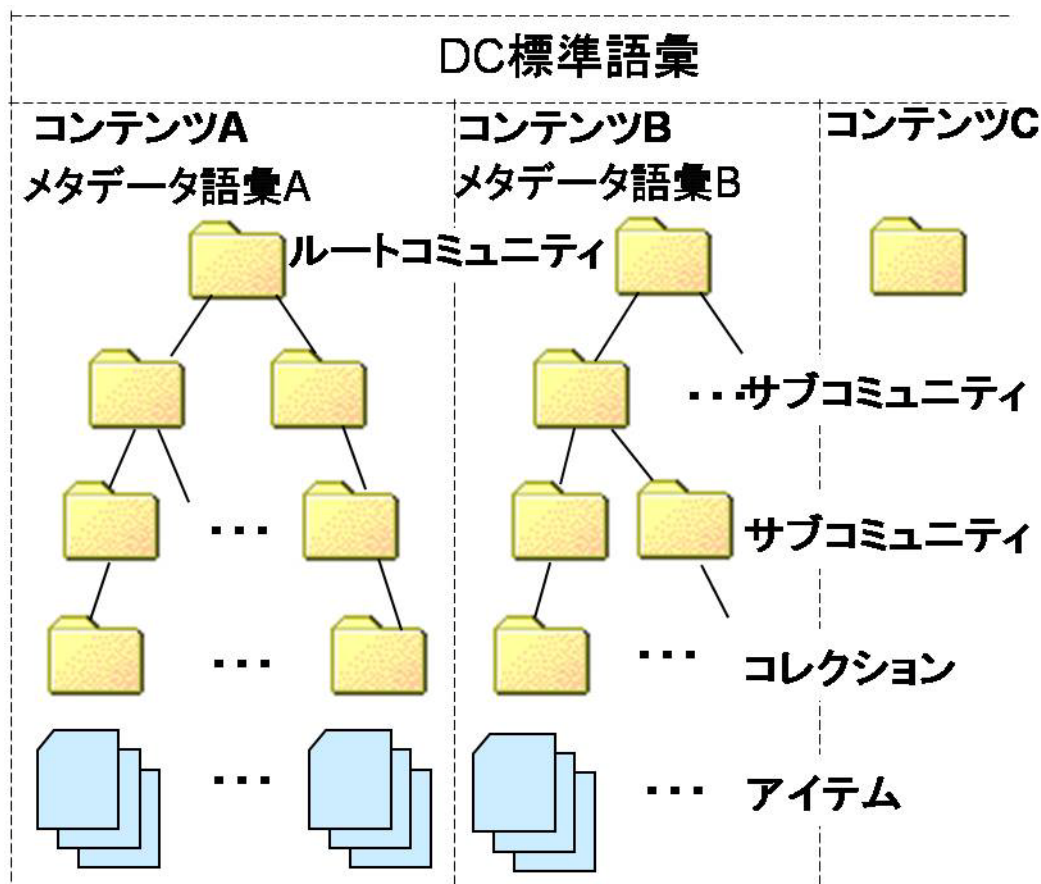 DC標準語彙
コンテンツA
メタデータ語彙A
コンテンツB
メタデータ語彙B
コンテンツC
ルートコミュニティ
…サブコミュニティ
…
サブコミュニティ
…
…
コレクション
…
…
アイテム